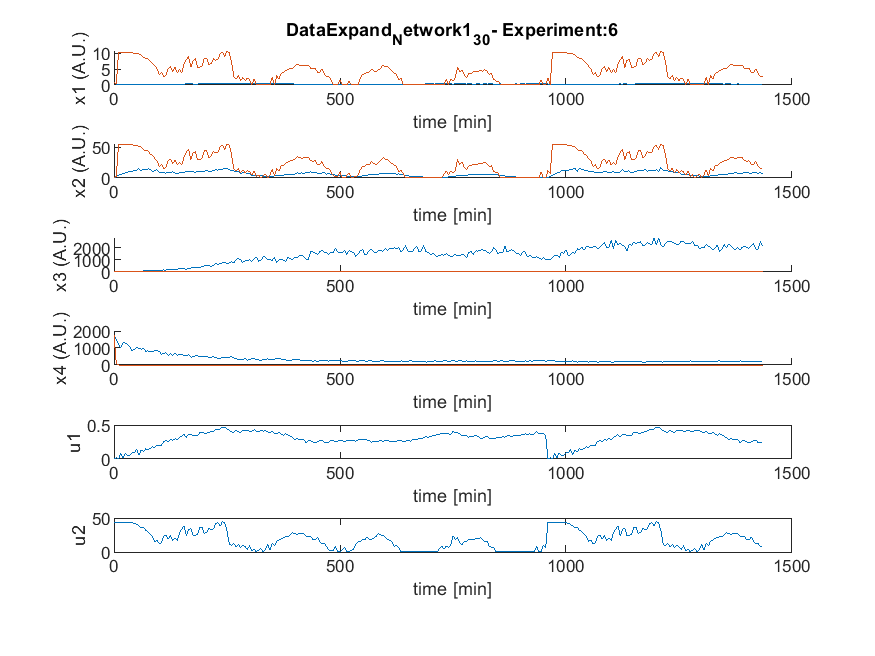 DataExpand_Network1_30- Experiment:6
x1 (A.U.)
10
5
0
0 500 1000 1500
time [min]
x2 (A.U.)
50
0
0 500 1000 1500
time [min]
x3 (A.U.)
2000
1000
0
0 500 1000 1500
time [min]
x4 (A.U.)
2000
1000
0
0 500 1000 1500
time [min]
u1
0.5
0
0 500 1000 1500
time [min]
u2
50
0
0 500 1000 1500
time [min]